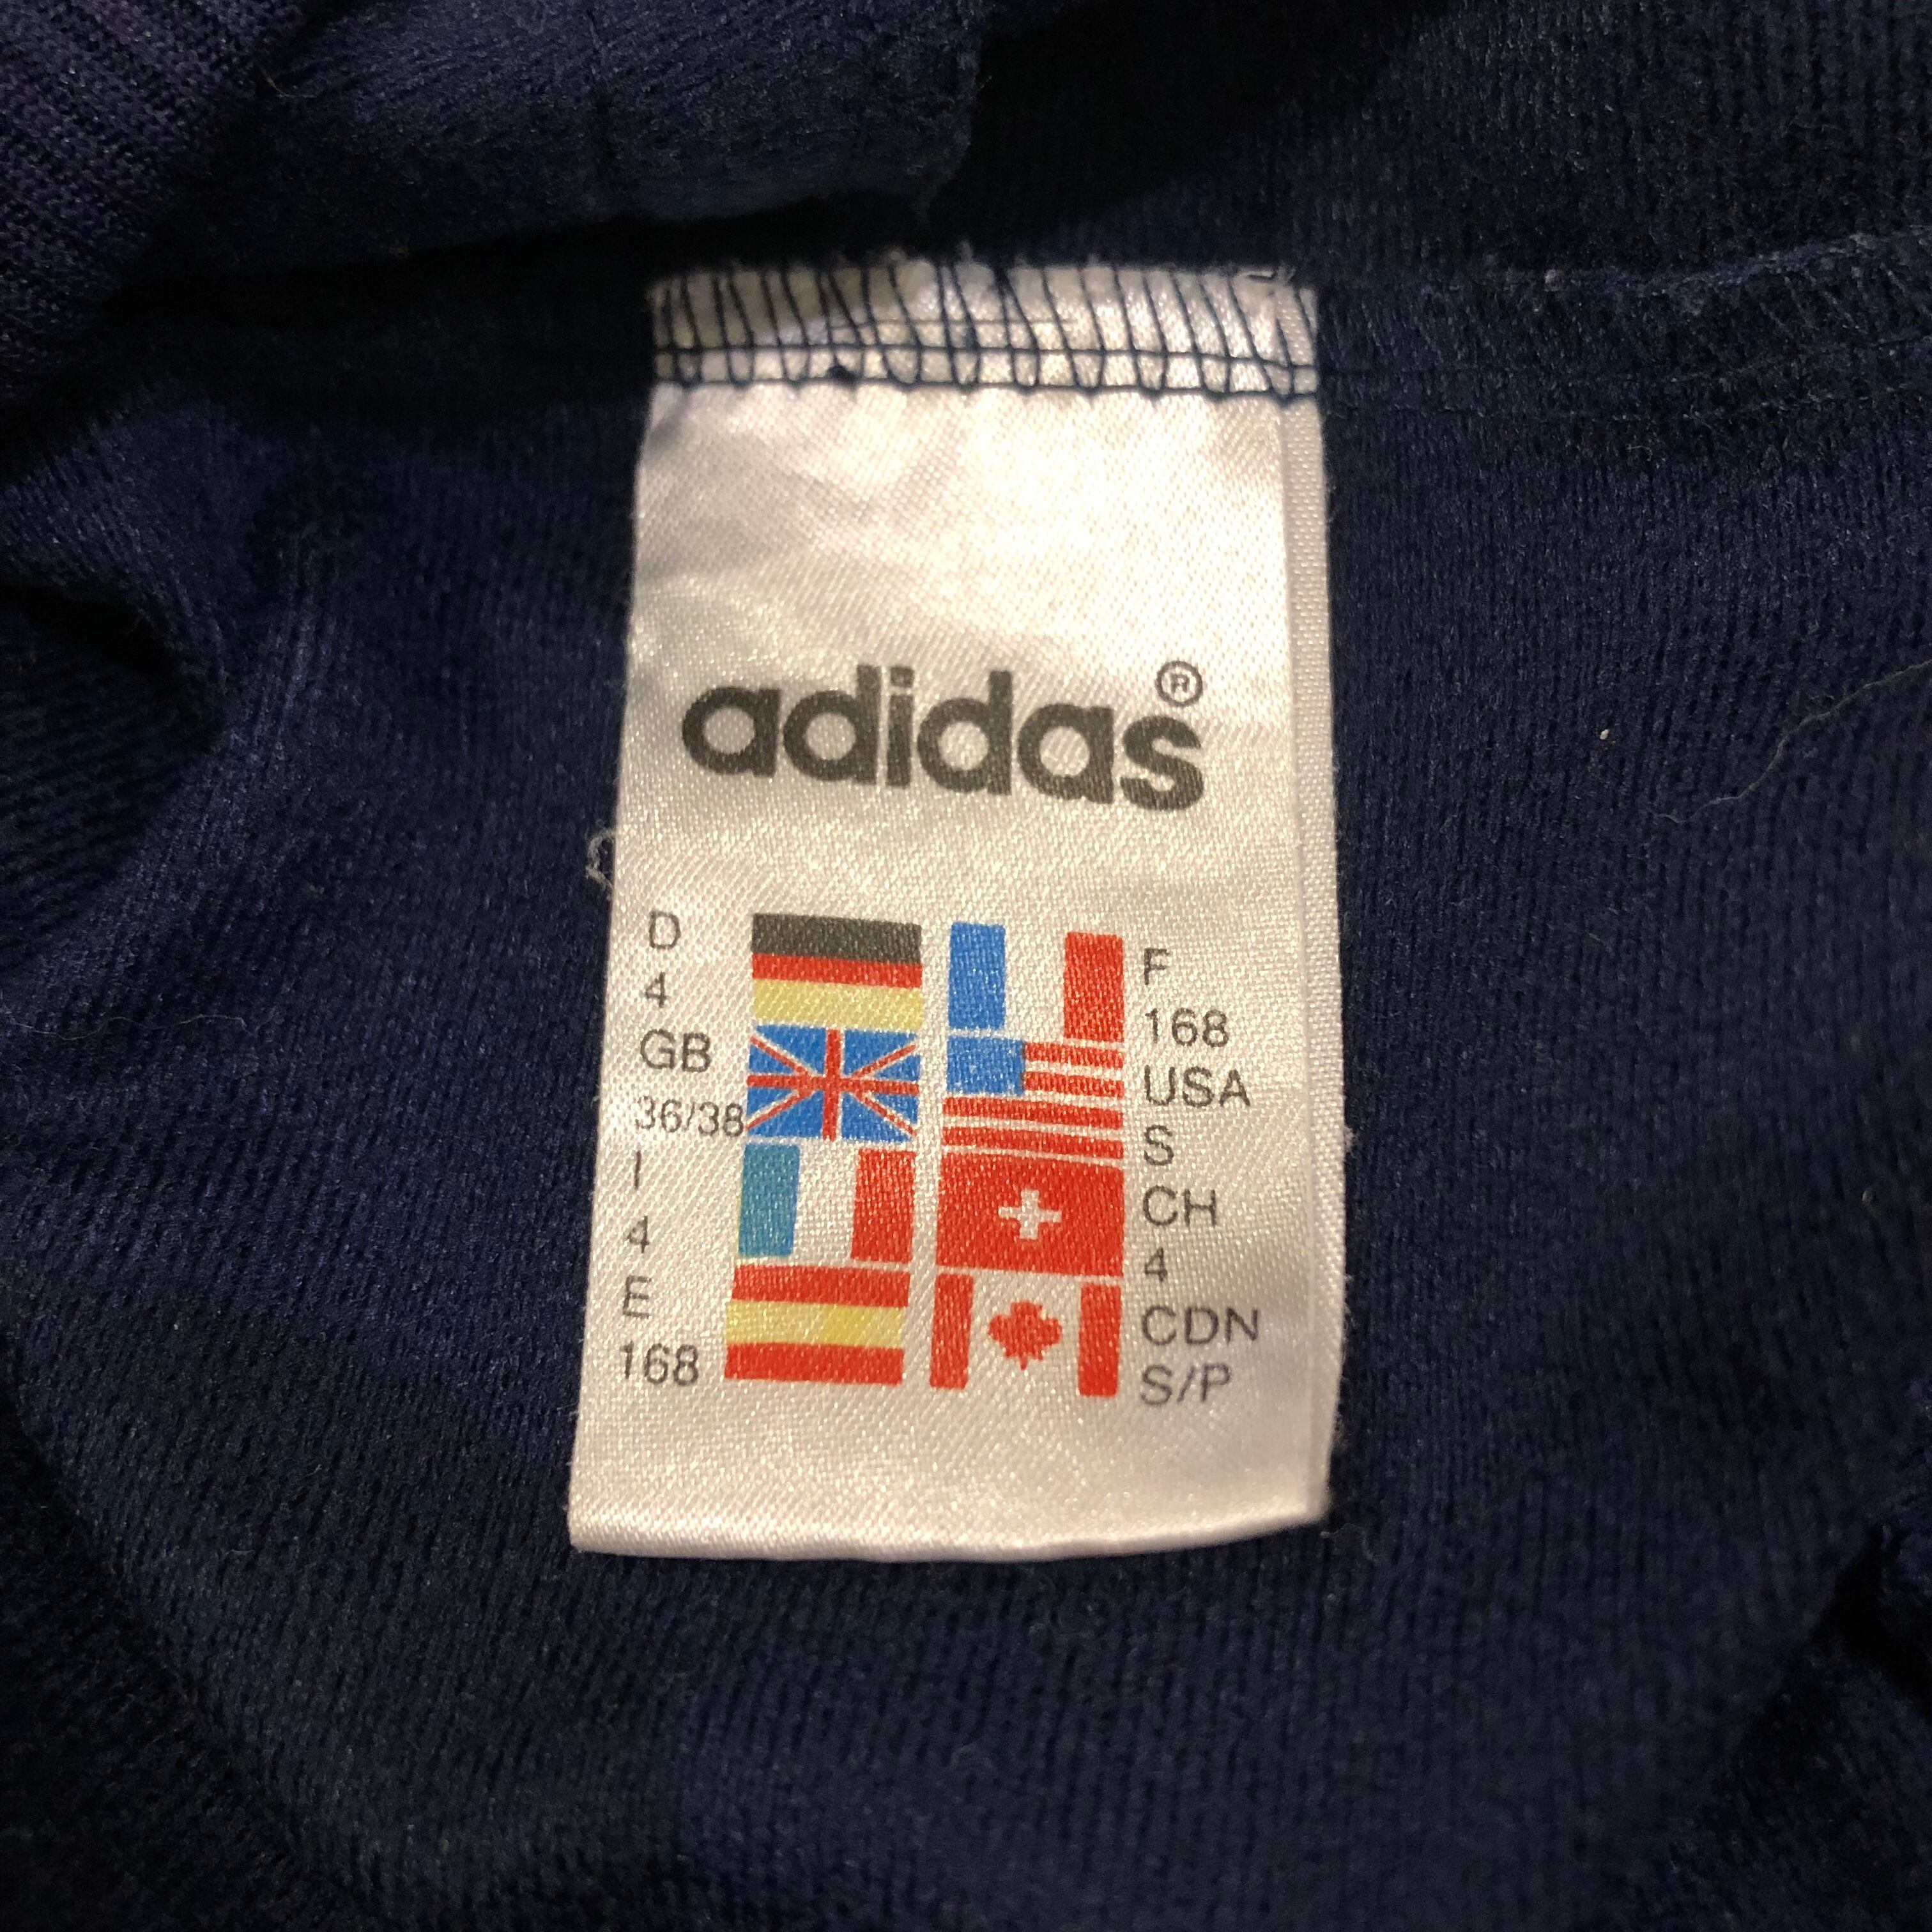 adidas®
D
4
GB
36/38
I
4
E
168
F
168
USA
S
CH
4
CDN
S/P